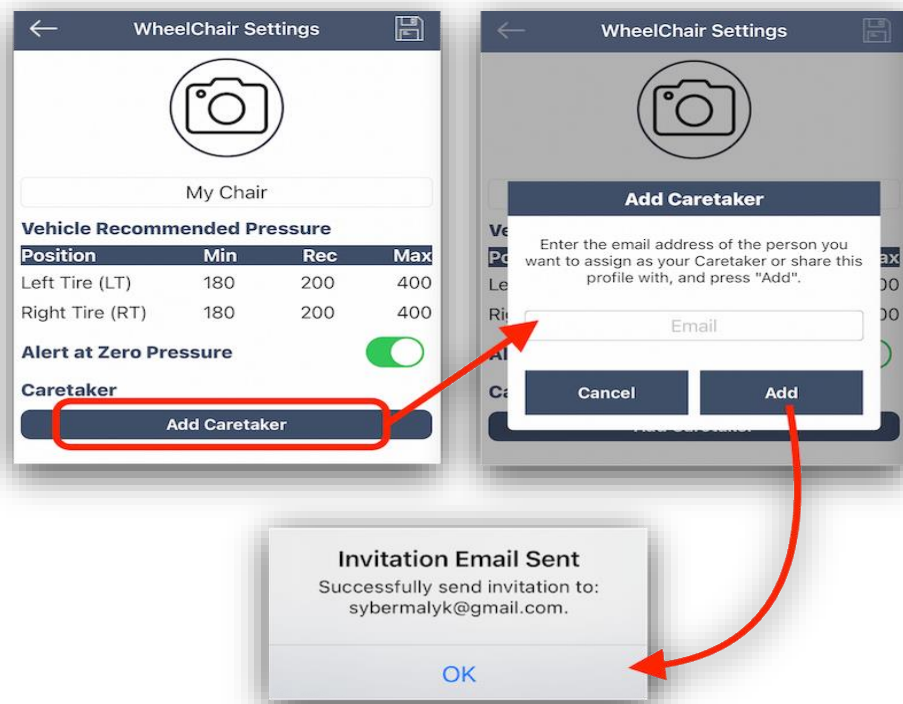 WheelChair Settings
My Chair
Vehicle Recommended Pressure
Position Min Rec Max
Left Tire (LT) 180 200 400
Right Tire (RT) 180 200 400
Alert at Zero Pressure
Caretaker
Add Caretaker
WheelChair Settings
Add Caretaker
Enter the email address of the person you
want to assign as your Caretaker or share this
profile with, and press "Add".
Email
Cancel Add
Invitation Email Sent
Successfully send invitation to:
sybermalyk@gmail.com.
OK